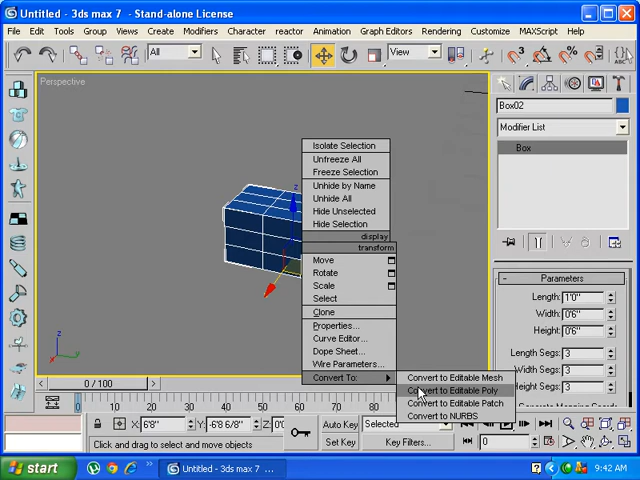 Untitled - 3ds max 7 - Stand-alone License
File Edit Tools Group Views Create Modifiers Character reactor Animation Graph Editors Rendering Customize MAXScript Help
All
View
Perspective
Box02
Modifier List
Box
Isolate Selection
Unfreeze All
Freeze Selection
Unhide by Name
Unhide All
Hide Unselected
Hide Selection
display
transform
Move
Rotate
Scale
Select
Clone
Properties...
Curve Editor...
Dope Sheet...
Wire Parameters...
Convert To:
Convert to Editable Mesh
Convert to Editable Poly
Convert to Editable Patch
Convert to NURBS
z
z
x
Parameters
Length: 1'0"
Width: 0'6"
Height: 0'6"
Length Segs: 3
Width Segs: 3
Height Segs: 3
0 / 100
10 20 30 40 50 60 70 80
X: 6'8" Y: -6'8 6/8" Z:
Auto Key
Selected
Click and drag to select and move objects
Set Key
Key Filters...
0
start
Untitled - 3ds max 7 ...
9:42 AM